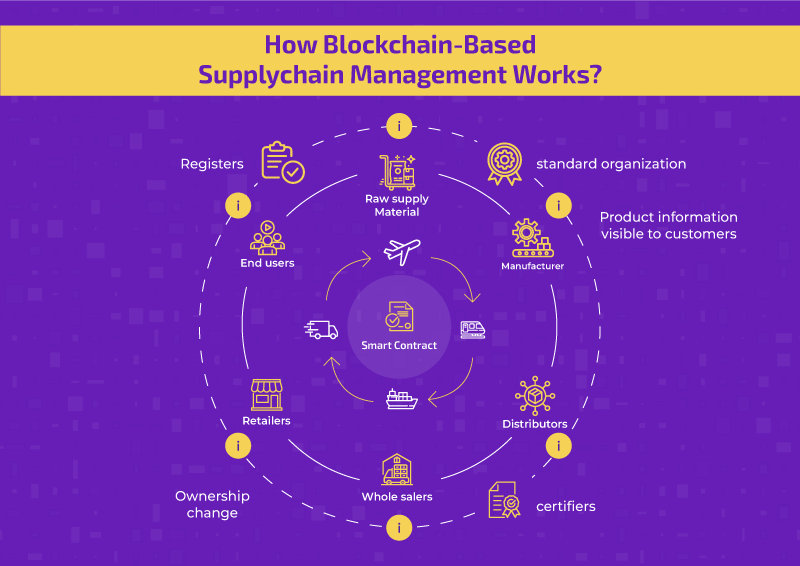 How Blockchain-Based
Supplychain Management Works?
i
Registers
standard organization
Raw supply
Material
i
i
Product information
visible to customers
End users
Manufacturer
Smart Contract
Retailers
Distributors
i
i
Whole salers
Ownership
change
certifiers
i